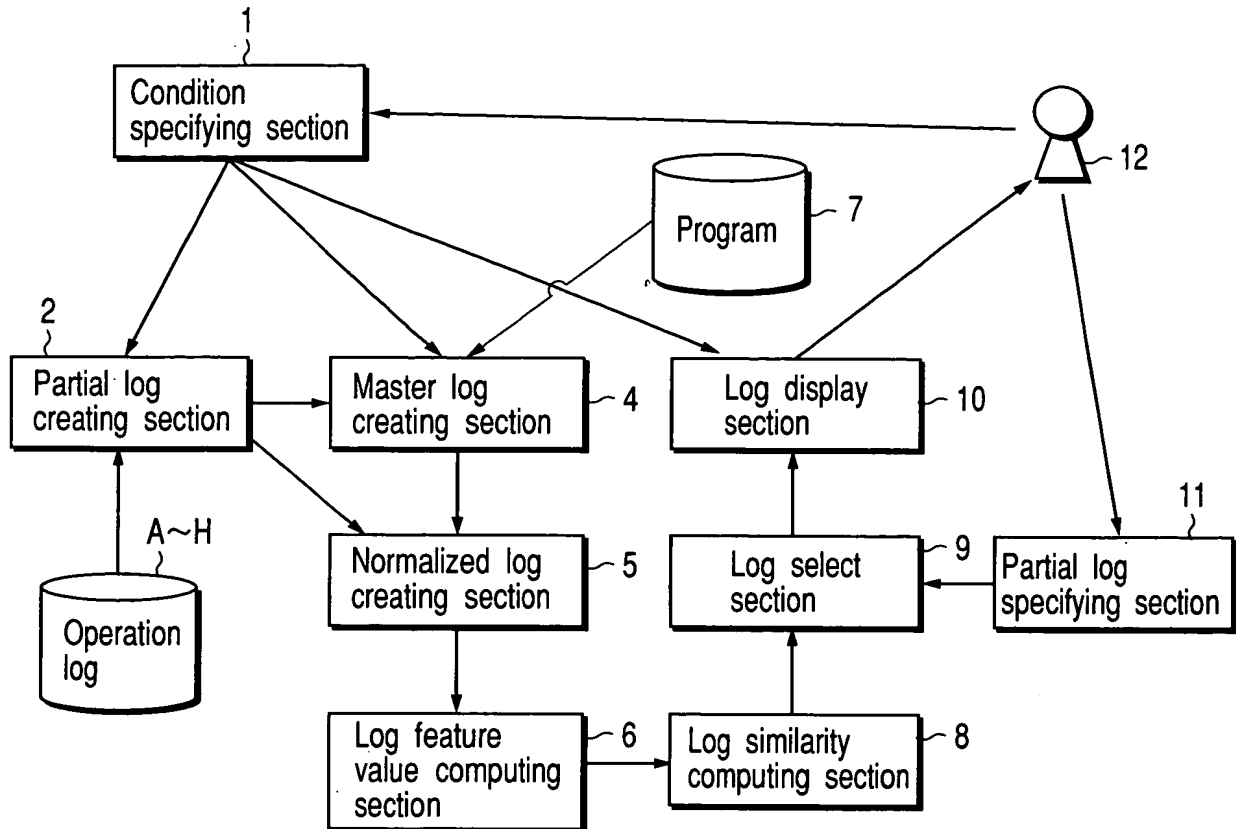 1
Condition
specifying section
12
Program
7
2
Partial log
creating section
Master log
creating section
4
Log display
section
10
A~H
Operation
log
Normalized log
creating section
5
Log select
section
9
11
Partial log
specifying section
Log feature
value computing
section
6
Log similarity
computing section
8